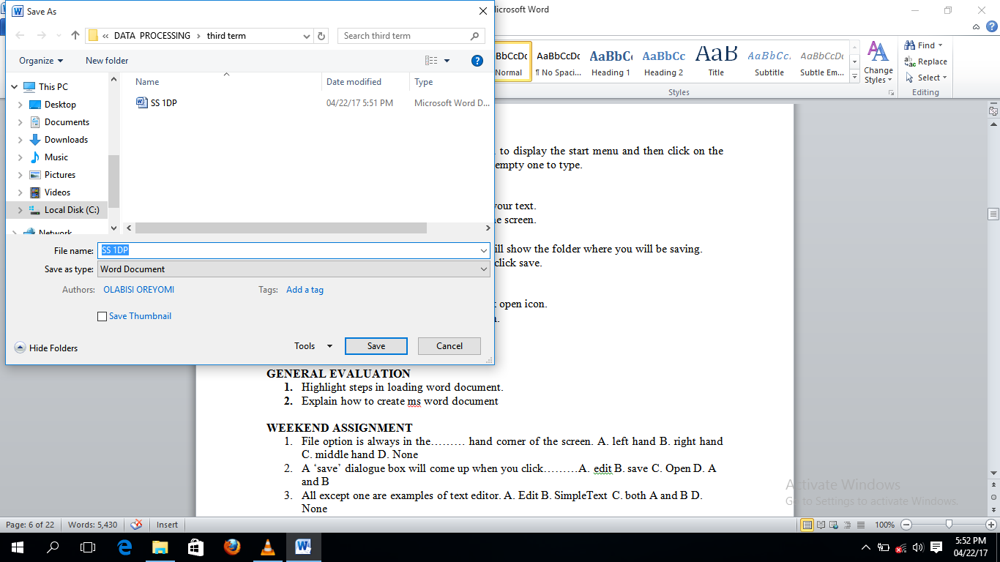 Save As
Microsoft Word
« DATA PROCESSING › third term
Search third term
Organize
New folder
Name
Date modified
Type
This PC
Desktop
Documents
Downloads
Music
Pictures
Videos
Local Disk (C:)
Network
SS 1DP
04/22/17 5:51 PM
Microsoft Word D...
File name: SS 1DP
Save as type: Word Document
Authors: OLABISI OREYOMI
Tags: Add a tag
Save Thumbnail
Hide Folders
Tools
Save
Cancel
AaBbCcDc AaBbCc AaBbCc AaB AaBbCc. AaBbCcDc
Normal
¶ No Spaci...
Heading 1
Heading 2
Title
Subtitle
Subtle Em...
Change
Styles
Styles
Find
Replace
Select
Editing
to display the start menu and then click on the
empty one to type.
your text.
screen.
will show the folder where you will be saving.
click save.
open icon.
GENERAL EVALUATION
1. Highlight steps in loading word document.
2. Explain how to create ms word document
WEEKEND ASSIGNMENT
1. File option is always in the……… hand corner of the screen. A. left hand B. right hand
C. middle hand D. None
2. A ‘save’ dialogue box will come up when you click………A. edit B. save C. Open D. A
and B
3. All except one are examples of text editor. A. Edit B. SimpleText C. both A and B D.
None
Activate Windows
Go to Settings to activate Windows.
Page: 6 of 22
Words: 5,430
Insert
100%
5:52 PM
04/22/17